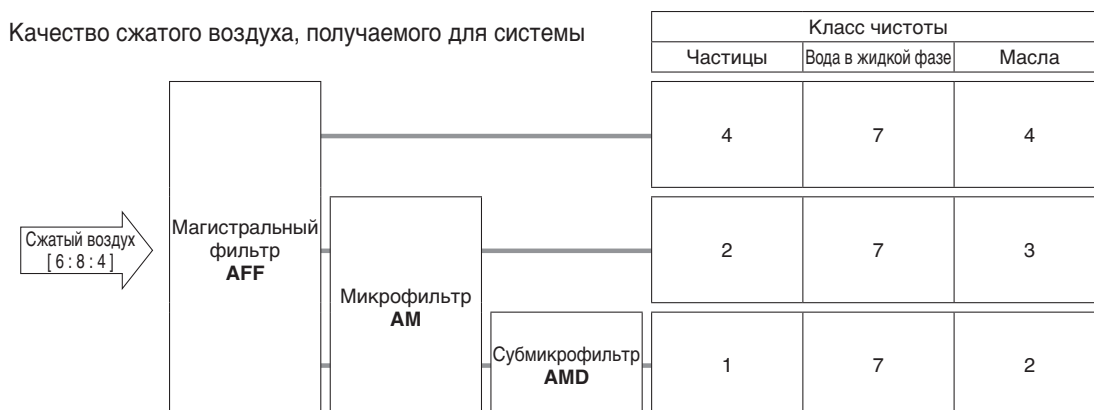 Качество сжатого воздуха, получаемого для системы
Класс чистоты
Частицы
Вода в жидкой фазе
Масла
4
7
4
Сжатый воздух
[ 6 : 8 : 4 ]
Магистральный
фильтр
AFF
2
7
3
Микрофильтр
AM
Субмикрофильтр
AMD
1
7
2